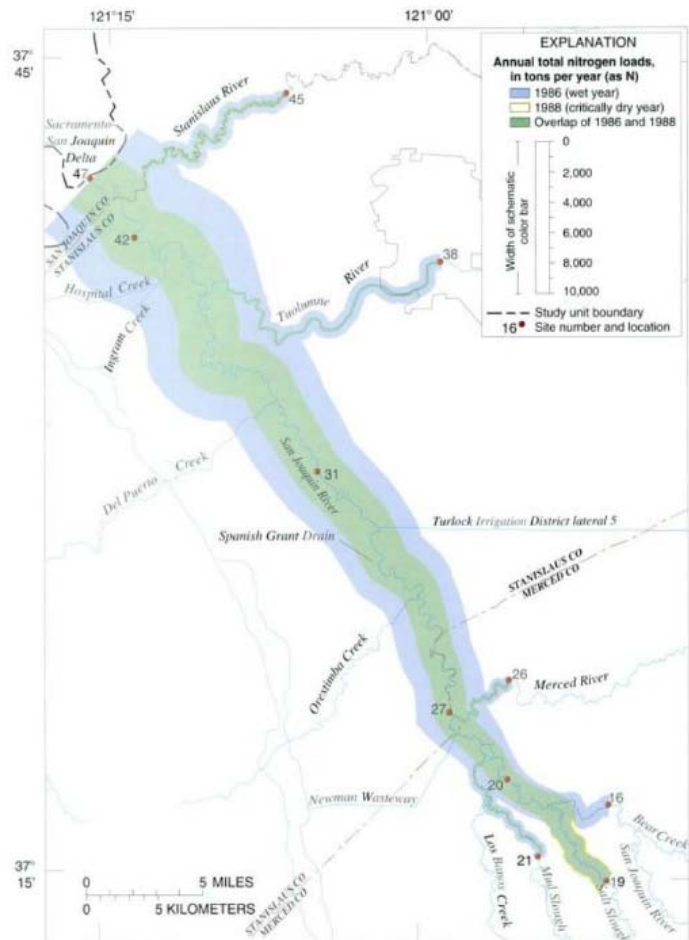 121°15'
121°00'
37°
45'
EXPLANATION
Annual total nitrogen loads,
in tons per year (as N)
1986 (wet year)
1988 (critically dry year)
Overlap of 1986 and 1988
Width of schematic
color bar
0
2,000
4,000
6,000
8,000
10,000
Study unit boundary
16 Site number and location
45
Stanislaus River
Sacramento-
San Joaquin
Delta
47
SAN JOAQUIN CO
STANISLAUS CO
42
38
River
Tuolumne
Hospital Creek
Ingram Creek
31
San Joaquin River
Del Puerto Creek
Turlock Irrigation District lateral 5
Spanish Grant Drain
STANISLAUS CO
MERCED CO
Orestimba Creek
26
Merced River
27
20
16
Newman Wasteway
Bear Creek
Los Banos
Creek
21
Mud Slough
19
Salt Slough
San Joaquin River
37°
15'
0 5 MILES
0 5 KILOMETERS
STANISLAUS CO
MERCED CO